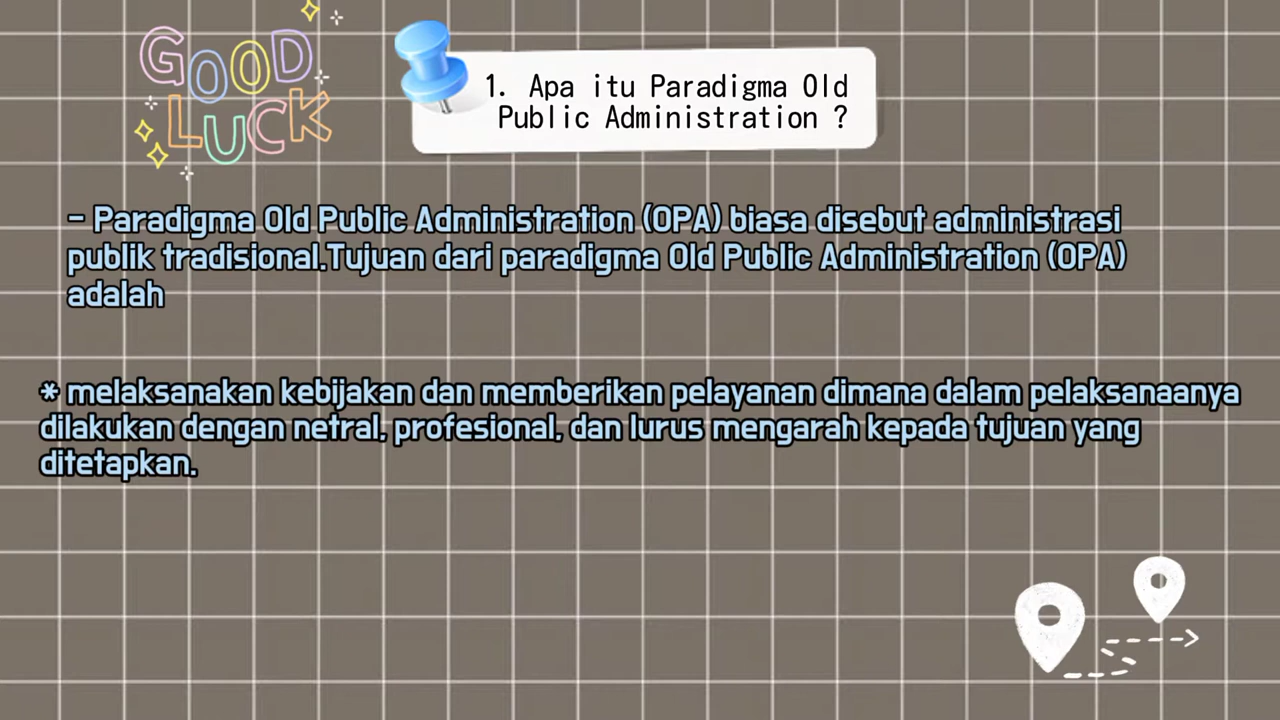 GOOD
LUCK
1. Apa itu Paradigma Old
Public Administration ?
- Paradigma Old Public Administration (OPA) biasa disebut administrasi
publik tradisional.Tujuan dari paradigma Old Public Administration (OPA)
adalah
* melaksanakan kebijakan dan memberikan pelayanan dimana dalam pelaksanaanya
dilakukan dengan netral, profesional, dan lurus mengarah kepada tujuan yang
ditetapkan.